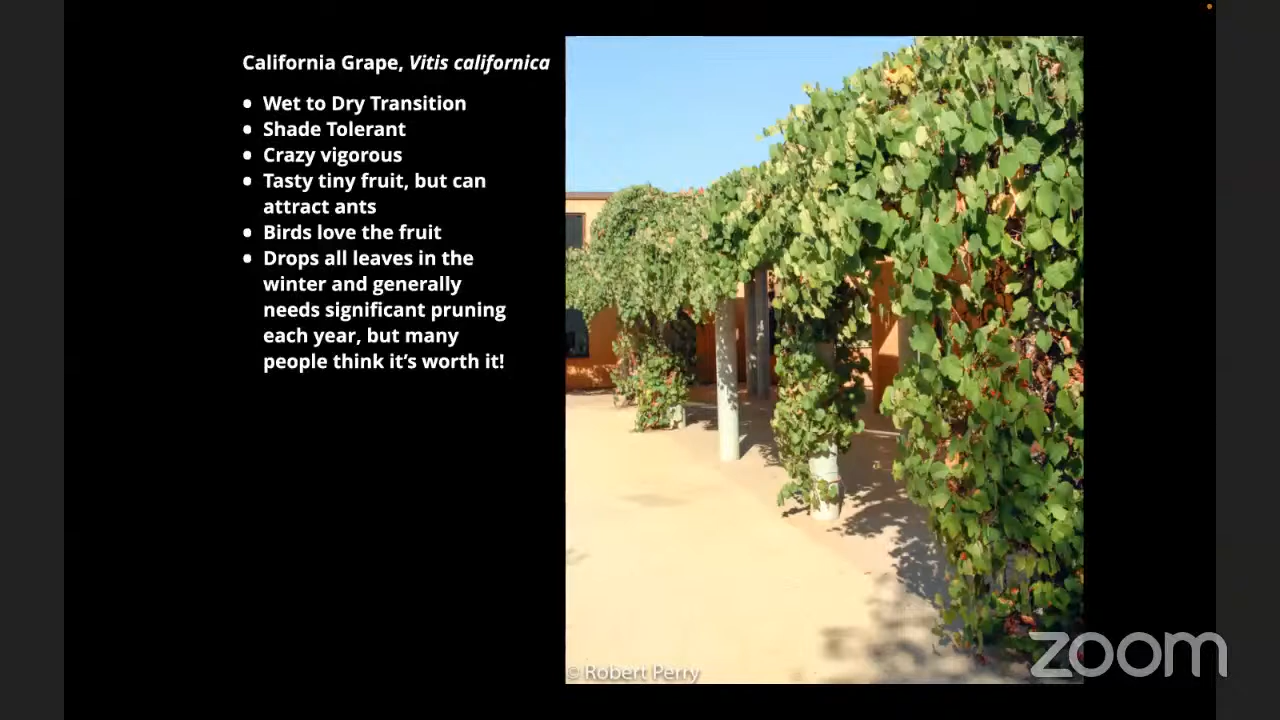 California Grape, Vitis californica
• Wet to Dry Transition
• Shade Tolerant
• Crazy vigorous
• Tasty tiny fruit, but can
attract ants
• Birds love the fruit
• Drops all leaves in the
winter and generally
needs significant pruning
each year, but many
people think it’s worth it!
© Robert Perry
zoom